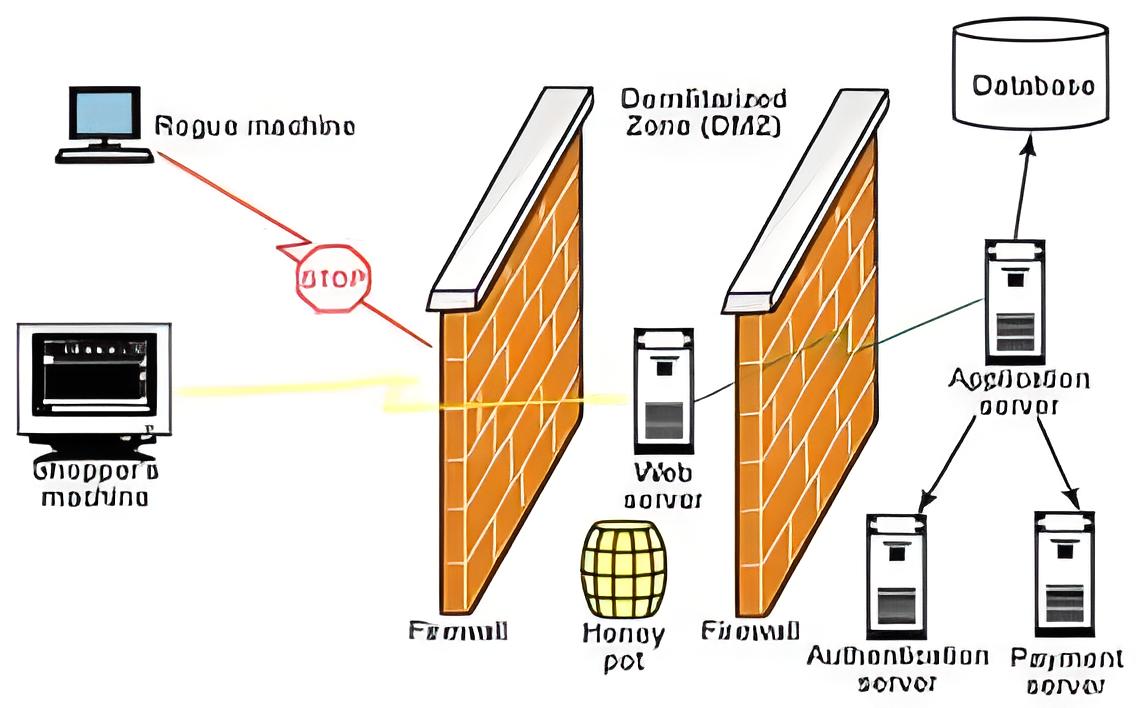 Rogue machine
Demilitarized
Zone (DMZ)
Database
STOP
Shopper's
machine
Web
server
Application
server
Firewall
Honey
pot
Firewall
Authentication
server
Payment
server